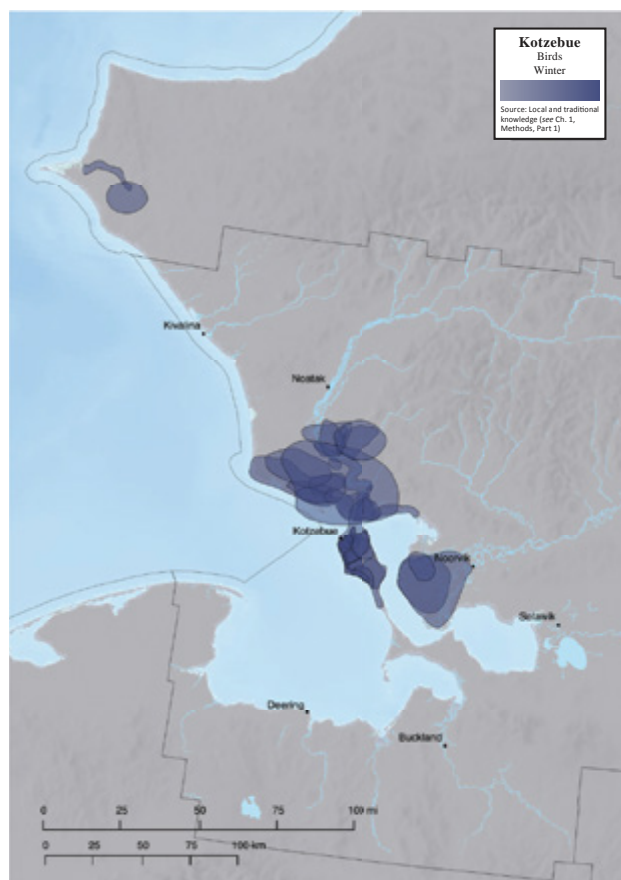 Kotzebue
Birds
Winter
Source: Local and traditional
knowledge (see Ch. 1,
Methods, Part 1)
Kivalina
Noatak
Kotzebue
Noorvik
Selawik
Deering
Buckland
0 25 50 75 100 mi
0 25 50 75 100 km